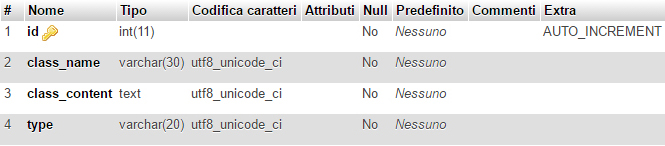 # Nome Tipo Codifica caratteri Attributi Null Predefinito Commenti Extra
1 id int(11) No Nessuno AUTO_INCREMENT
2 class_name varchar(30) utf8_unicode_ci No Nessuno
3 class_content text utf8_unicode_ci No Nessuno
4 type varchar(20) utf8_unicode_ci No Nessuno